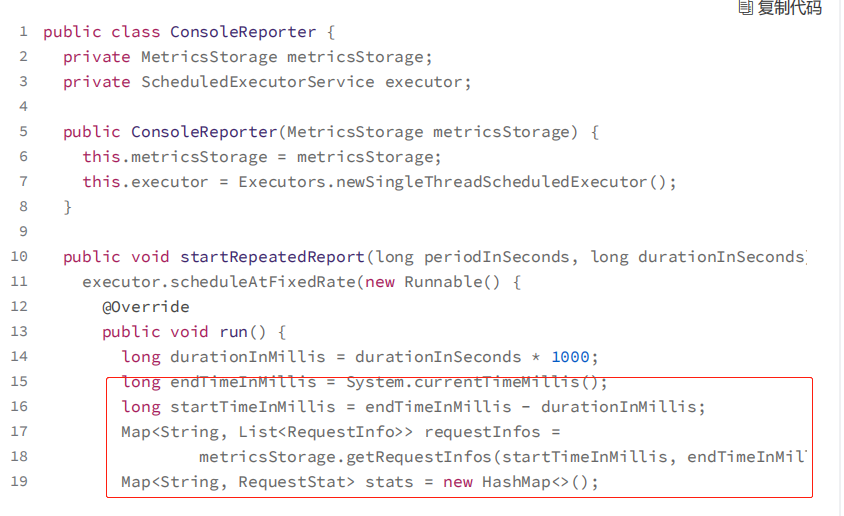 复制代码
1 public class ConsoleReporter {
2 private MetricsStorage metricsStorage;
3 private ScheduledExecutorService executor;
4
5 public ConsoleReporter(MetricsStorage metricsStorage) {
6 this.metricsStorage = metricsStorage;
7 this.executor = Executors.newSingleThreadScheduledExecutor();
8 }
9
10 public void startRepeatedReport(long periodInSeconds, long durationInSeconds)
11 executor.scheduleAtFixedRate(new Runnable() {
12 @Override
13 public void run() {
14 long durationInMillis = durationInSeconds * 1000;
15 long endTimeInMillis = System.currentTimeMillis();
16 long startTimeInMillis = endTimeInMillis - durationInMillis;
17 Map<String, List<RequestInfo>> requestInfos =
18 metricsStorage.getRequestInfos(startTimeInMillis, endTimeInMil
19 Map<String, RequestStat> stats = new HashMap<>();